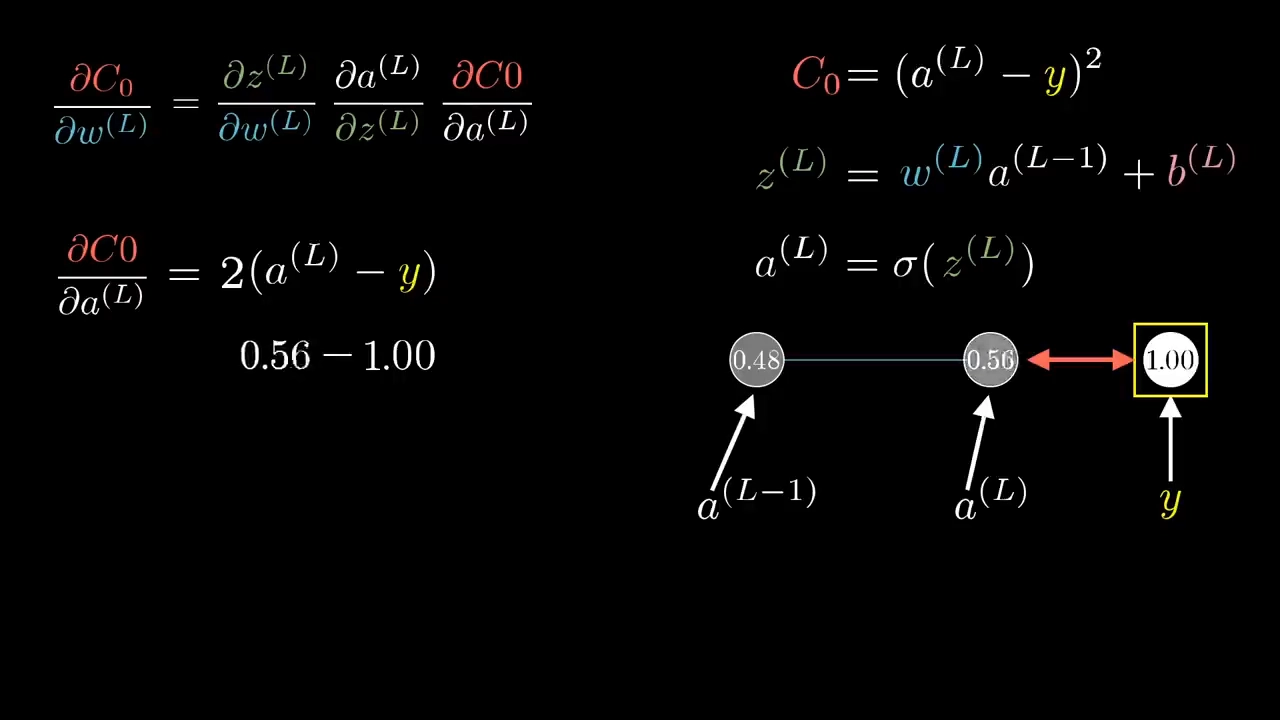 ∂C₀/∂w^(L) = ∂z^(L)/∂w^(L) ∂a^(L)/∂z^(L) ∂C0/∂a^(L)
C₀ = (a^(L) − y)²
z^(L) = w^(L)a^(L−1) + b^(L)
∂C0/∂a^(L) = 2(a^(L) − y)
a^(L) = σ(z^(L))
0.56 − 1.00
0.48 0.56 1.00
a^(L−1) a^(L) y